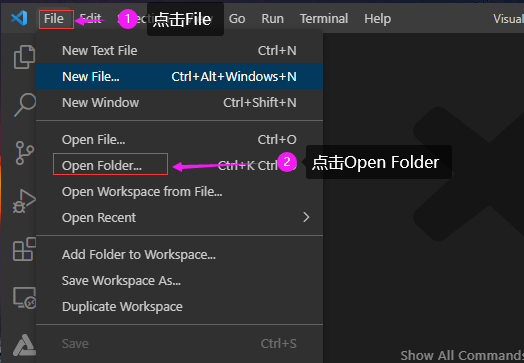 File Edit Go Run Terminal Help
1 点击File
New Text File Ctrl+N
New File... Ctrl+Alt+Windows+N
New Window Ctrl+Shift+N
Open File... Ctrl+O
Open Folder... Ctrl+K Ctrl
2 点击Open Folder
Open Workspace from File...
Open Recent
Add Folder to Workspace...
Save Workspace As...
Duplicate Workspace
Save Ctrl+S
Show All Commands